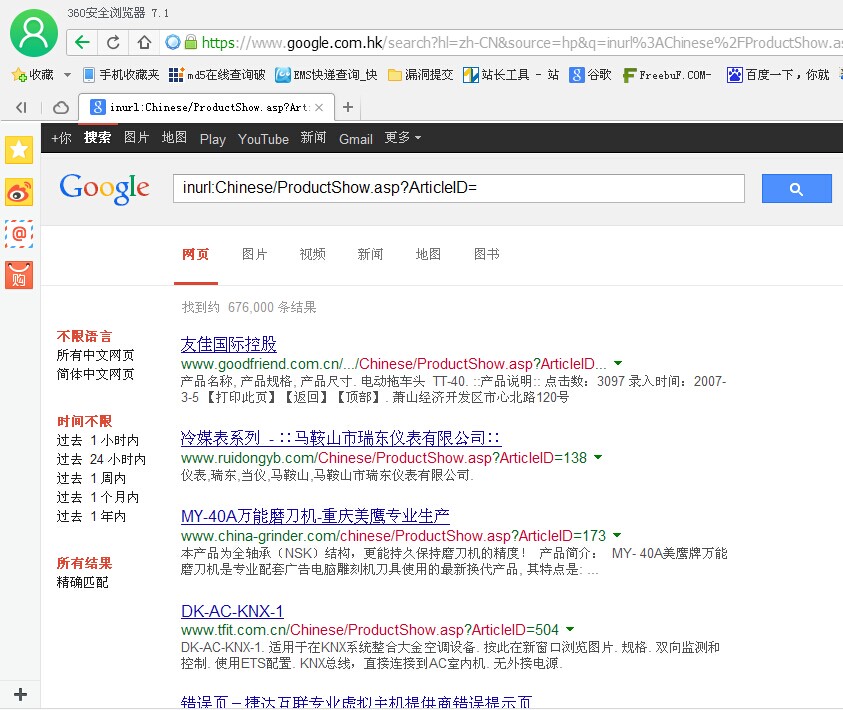 360安全浏览器 7.1
https://www.google.com.hk/search?hl=zh-CN&source=hp&q=inurl%3AChinese%2FProductShow.as
收藏 手机收藏夹 md5在线查询破 EMS快递查询_快 漏洞提交 站长工具 - 站 谷歌 FreebuF.COM- 百度一下，你就
inurl:Chinese/ProductShow.asp?Art
+你 搜索 图片 地图 Play YouTube 新闻 Gmail 更多
Google inurl:Chinese/ProductShow.asp?ArticleID=
网页 图片 视频 新闻 地图 图书
购
找到约 676,000 条结果
不限语言
所有中文网页
简体中文网页
时间不限
过去 1 小时内
过去 24 小时内
过去 1 周内
过去 1 个月内
过去 1 年内
所有结果
精确匹配
友佳国际控股
www.goodfriend.com.cn/.../Chinese/ProductShow.asp?ArticleID...
产品名称, 产品规格, 产品尺寸. 电动拖车头 TT-40. ::产品说明:: 点击数：3097 录入时间：2007-
3-5 【打印此页】【返回】【顶部】. 萧山经济开发区市心北路120号
冷媒表系列 - ::马鞍山市瑞东仪表有限公司::
www.ruidongyb.com/Chinese/ProductShow.asp?ArticleID=138
仪表,瑞东,当仪,马鞍山,马鞍山市瑞东仪表有限公司.
MY-40A万能磨刀机-重庆美鹰专业生产
www.china-grinder.com/chinese/ProductShow.asp?ArticleID=173
本产品为全轴承（NSK）结构，更能持久保持磨刀机的精度！ 产品简介： MY- 40A美鹰牌万能
磨刀机是专业配套广告电脑雕刻机刀具使用的最新换代产品, 其特点是: ...
DK-AC-KNX-1
www.tfit.com.cn/Chinese/ProductShow.asp?ArticleID=504
DK-AC-KNX-1. 适用于在KNX系统整合大金空调设备. 按此在新窗口浏览图片. 规格. 双向监测和
控制. 使用ETS配置. KNX总线，直接连接到AC室内机. 无外接电源.
错误页 – 捷达互联专业虚拟主机提供商错误提示页